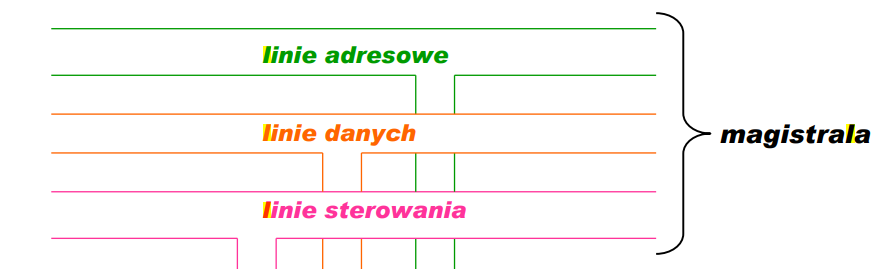 linie adresowe
linie danych
magistrala
linie sterowania